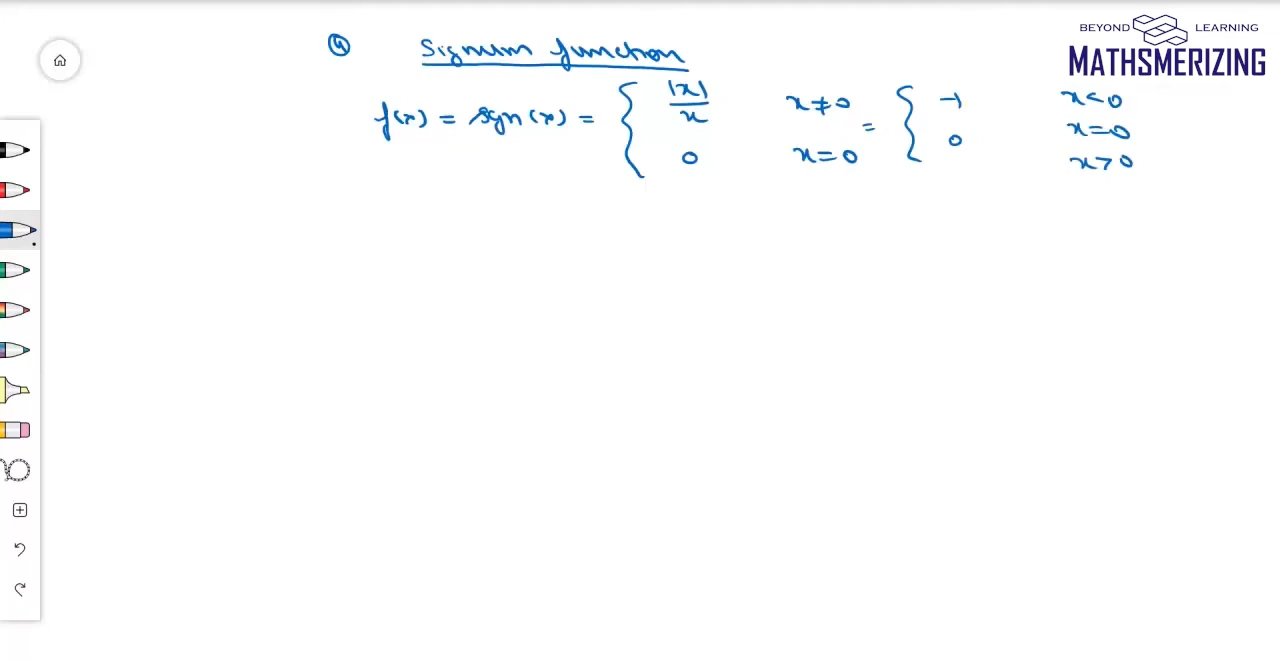 BEYOND LEARNING
MATHSMERIZING
④ Signum function
f(x) = sgn(x) = { |x|/x x≠0 = { -1 x<0
0 x=0 0 x=0
x>0